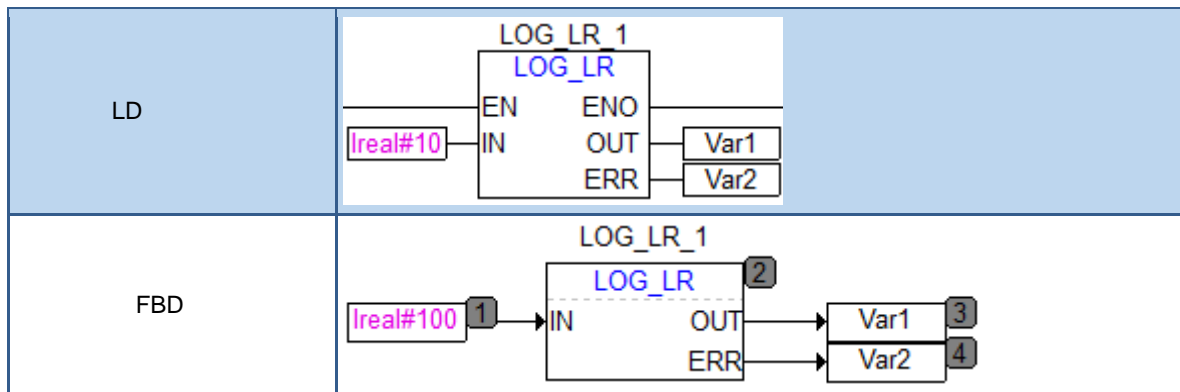 LD
LOG_LR_1
LOG_LR
EN ENO
lreal#10 IN OUT Var1
ERR Var2
FBD
LOG_LR_1
LOG_LR 2
lreal#100 1 IN OUT Var1 3
ERR Var2 4